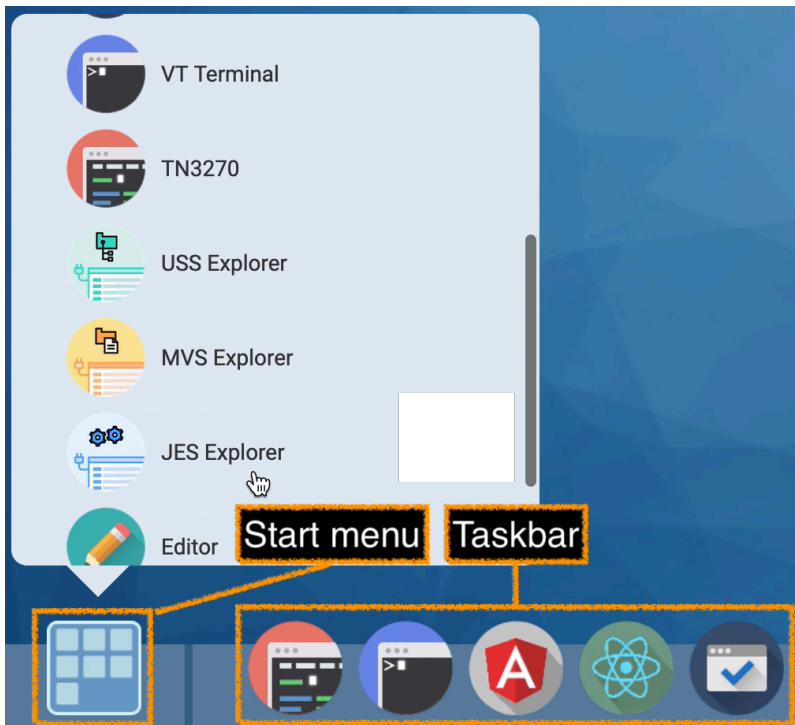 VT Terminal
TN3270
USS Explorer
MVS Explorer
JES Explorer
Editor
Start menu
Taskbar